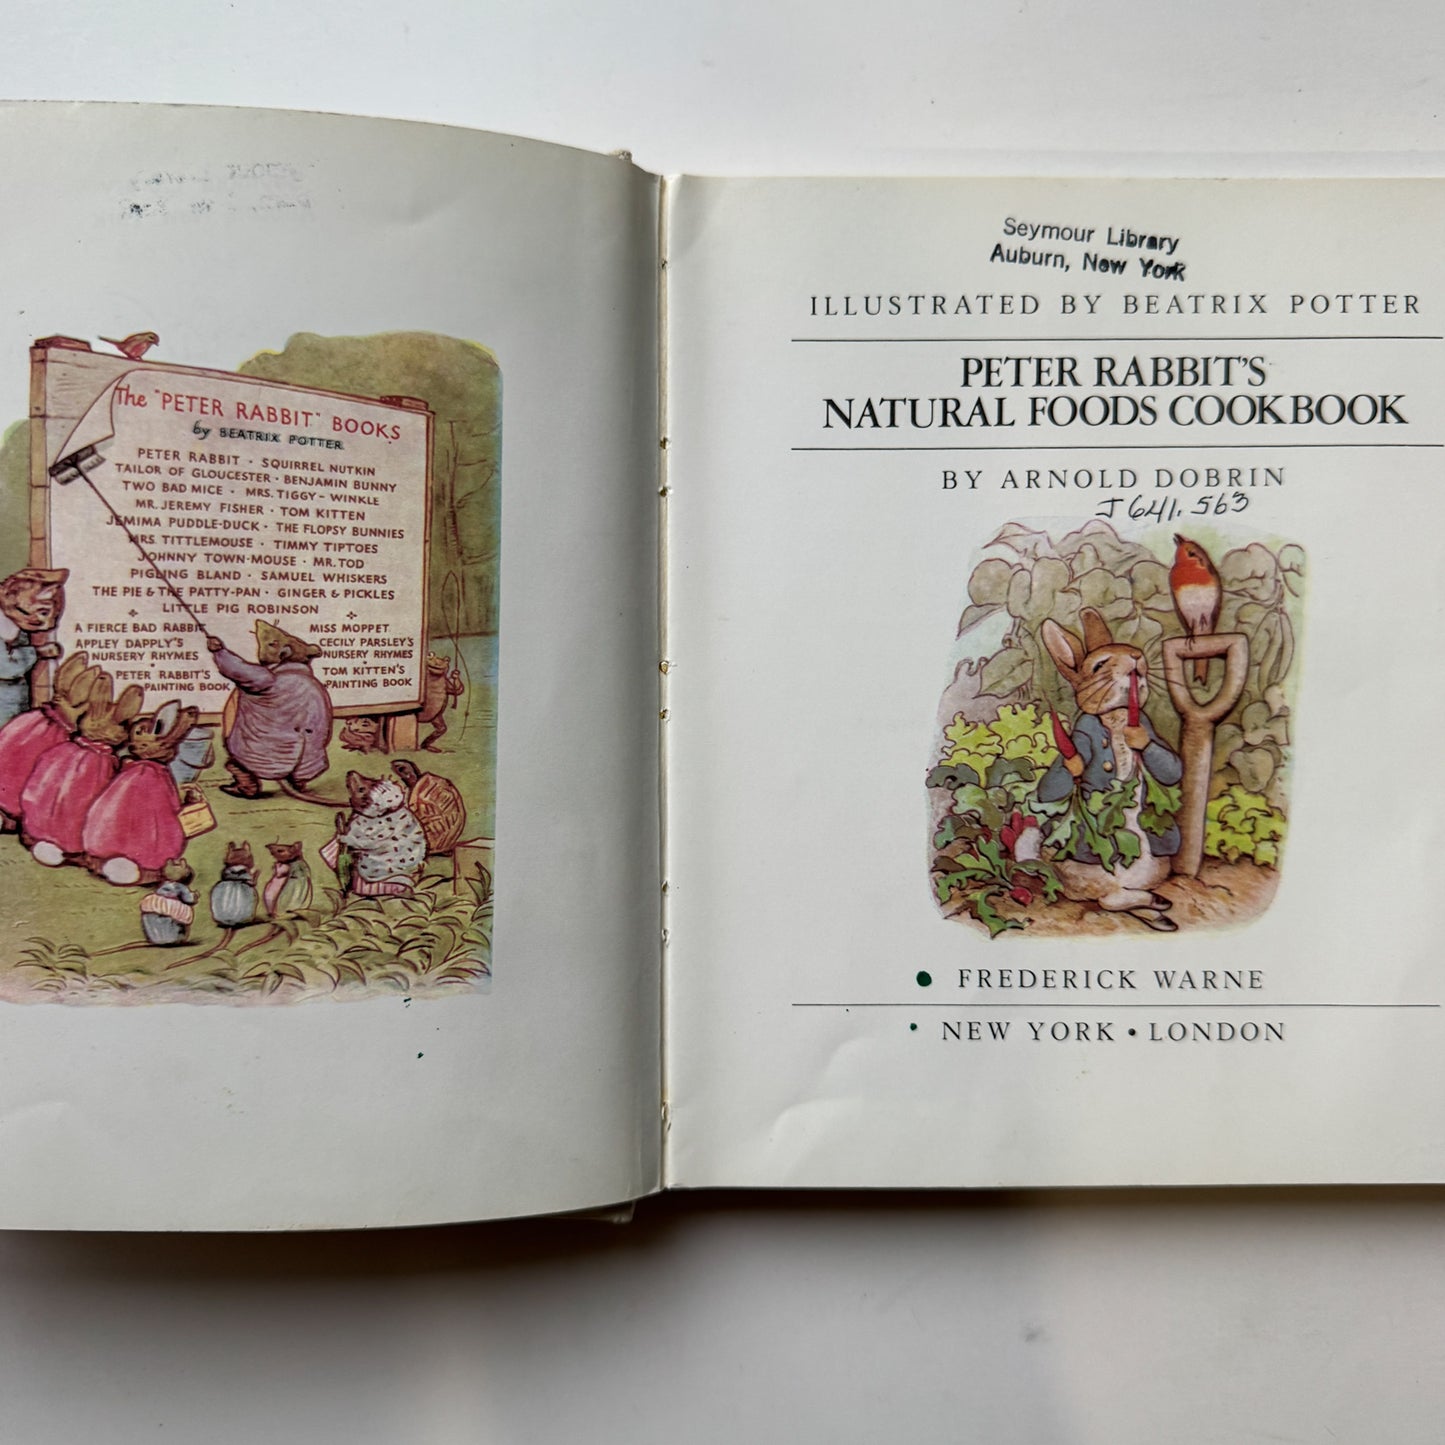 The "PETER RABBIT" BOOKS
by BEATRIX POTTER
PETER RABBIT · SQUIRREL NUTKIN
TAILOR OF GLOUCESTER · BENJAMIN BUNNY
TWO BAD MICE · MRS. TIGGY-WINKLE
MR. JEREMY FISHER · TOM KITTEN
JEMIMA PUDDLE-DUCK · THE FLOPSY BUNNIES
MRS. TITTLEMOUSE · TIMMY TIPTOES
JOHNNY TOWN-MOUSE · MR. TOD
PIGLING BLAND · SAMUEL WHISKERS
THE PIE & THE PATTY-PAN · GINGER & PICKLES
LITTLE PIG ROBINSON
A FIERCE BAD RABBIT
APPLEY DAPPLY'S
NURSERY RHYMES
PETER RABBIT'S
PAINTING BOOK
MISS MOPPET
CECILY PARSLEY'S
NURSERY RHYMES
TOM KITTEN'S
PAINTING BOOK
Seymour Library
Auburn, New York
ILLUSTRATED BY BEATRIX POTTER
PETER RABBIT'S
NATURAL FOODS COOKBOOK
BY ARNOLD DOBRIN
J641.563
FREDERICK WARNE
NEW YORK • LONDON